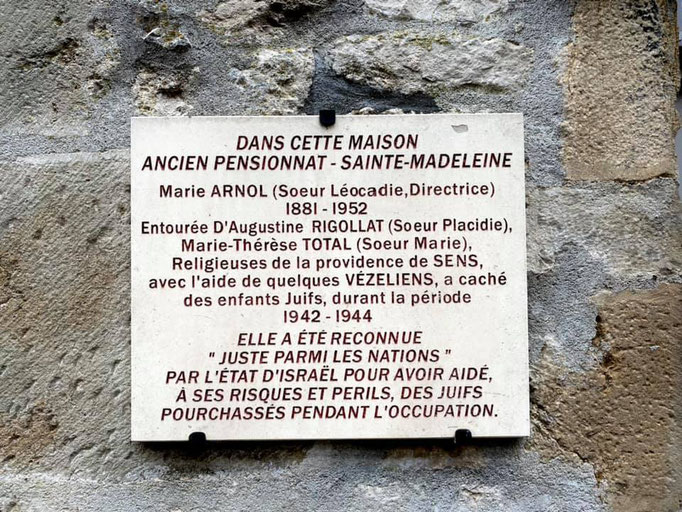 DANS CETTE MAISON
ANCIEN PENSIONNAT - SAINTE-MADELEINE
Marie ARNOL (Soeur Léocadie,Directrice)
1881 - 1952
Entourée D'Augustine RIGOLLAT (Soeur Placidie),
Marie-Thérèse TOTAL (Soeur Marie),
Religieuses de la providence de SENS,
avec l'aide de quelques VÉZELIENS, a caché
des enfants Juifs, durant la période
1942 - 1944
ELLE A ÉTÉ RECONNUE
" JUSTE PARMI LES NATIONS "
PAR L'ÉTAT D'ISRAËL POUR AVOIR AIDÉ,
À SES RISQUES ET PERILS, DES JUIFS
POURCHASSÉS PENDANT L'OCCUPATION.